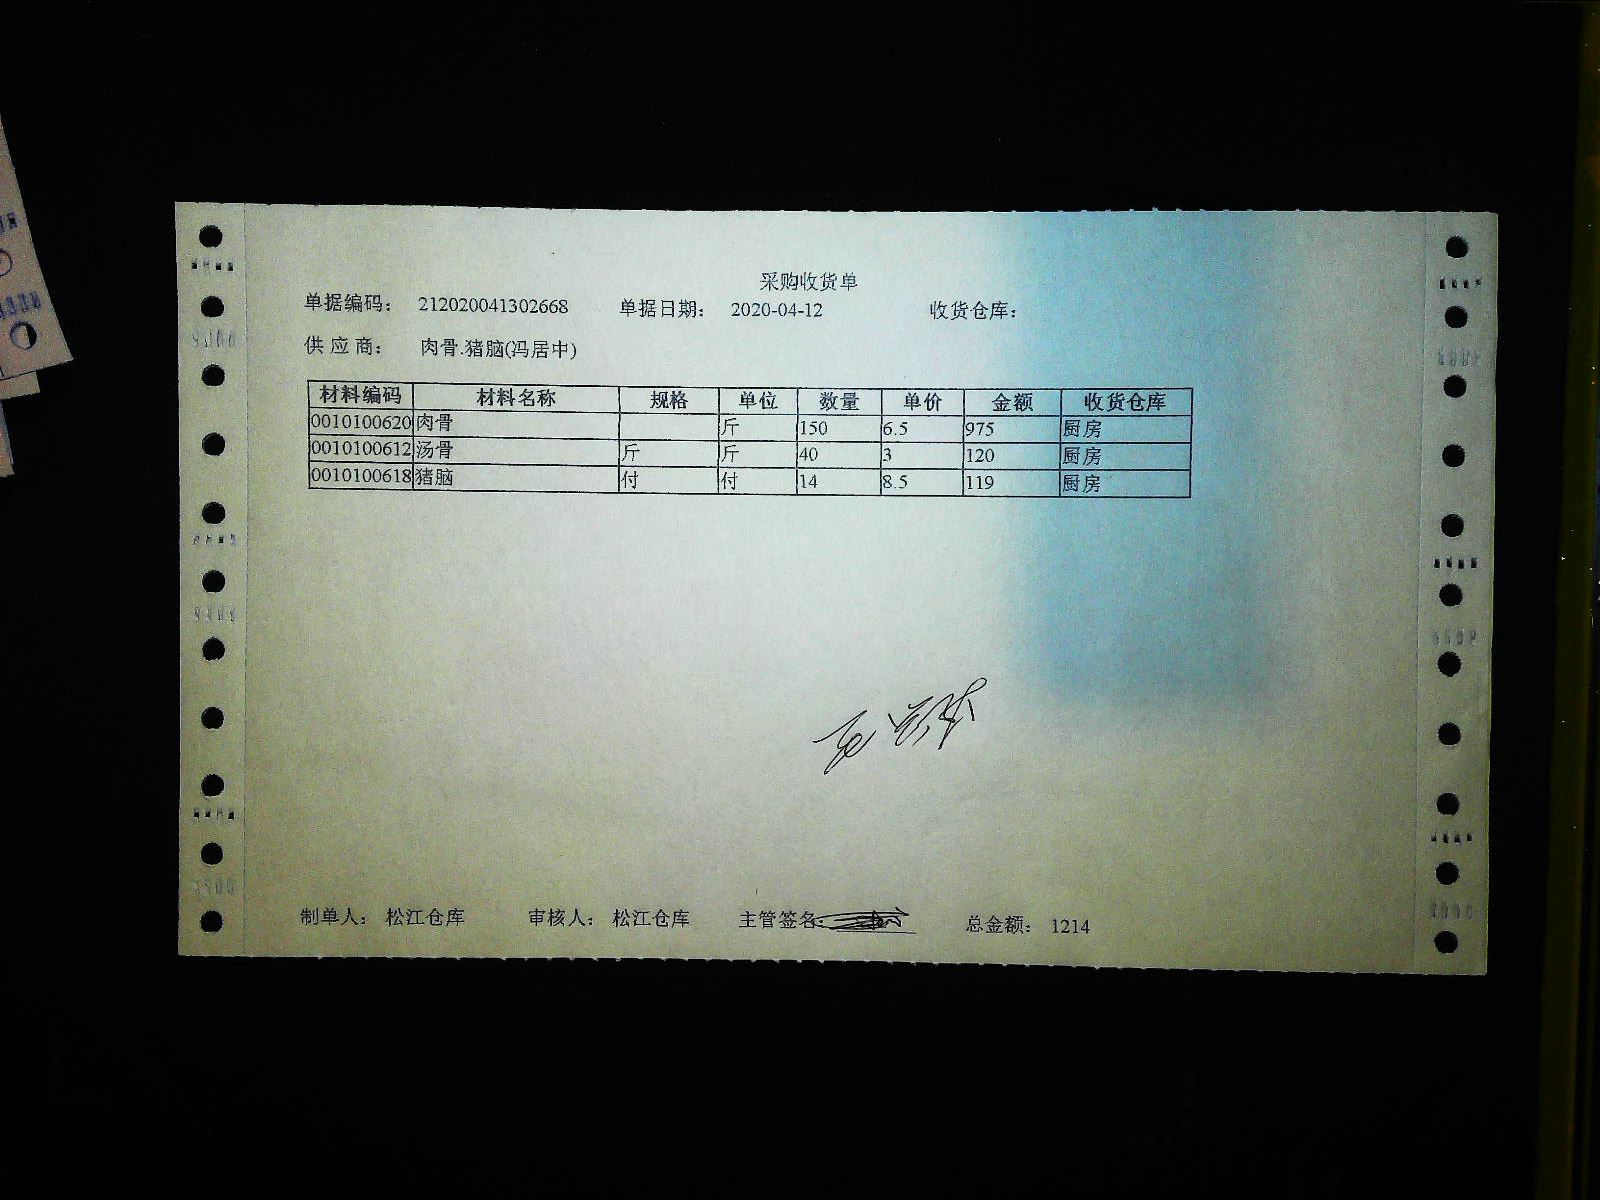 采购收货单
单据编码： 212020041302668 单据日期： 2020-04-12 收货仓库：
供 应 商： 肉骨.猪脑(冯居中)
材料编码 材料名称 规格 单位 数量 单价 金额 收货仓库
0010100620 肉骨 斤 150 6.5 975 厨房
0010100612 汤骨 斤 斤 40 3 120 厨房
0010100618 猪脑 付 付 14 8.5 119 厨房
制单人： 松江仓库 审核人： 松江仓库 主管签名： 总金额： 1214